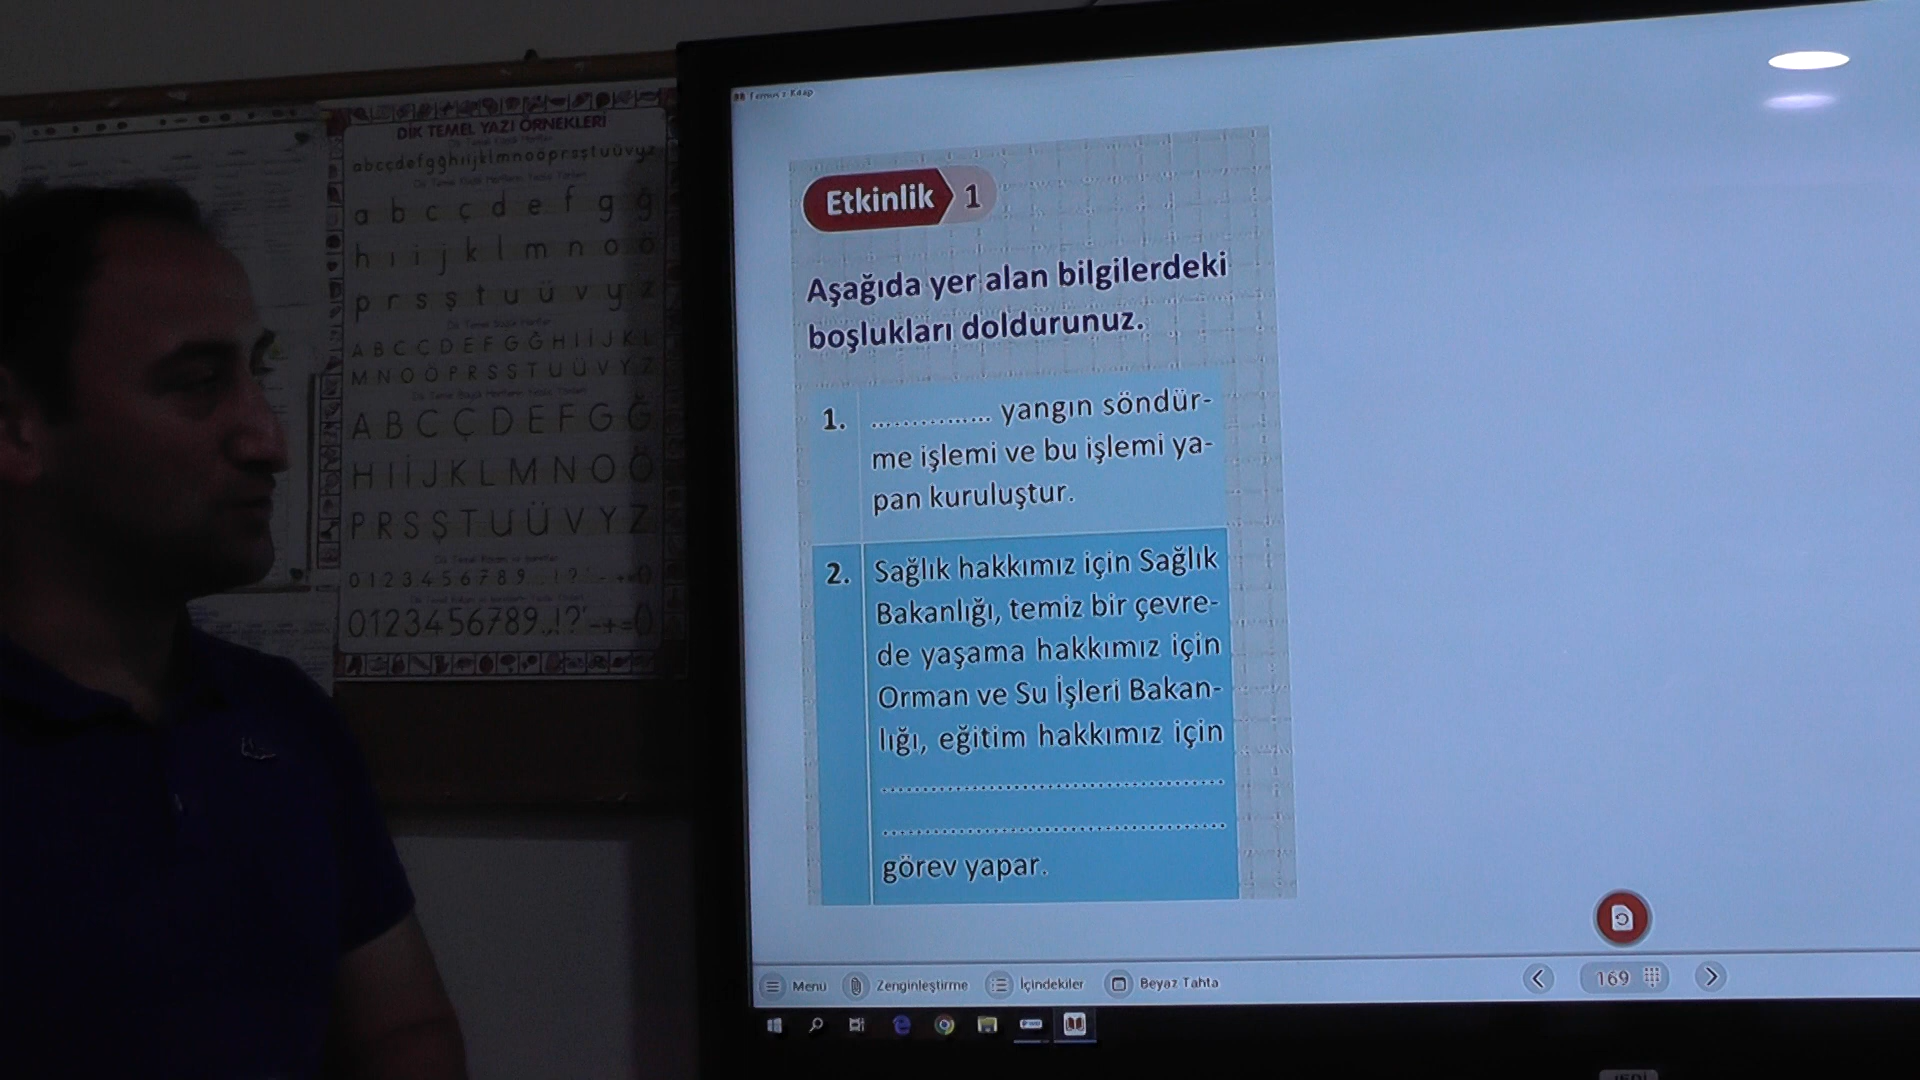 DİK TEMEL YAZI ÖRNEKLERİ
abcçdefgğhıijklmnoöprsştuüvyz
a b c ç d e f g ğ
h ı i j k l m n o ö
p r s ş t u ü v y z
A B C Ç D E F G Ğ H I İ J K L
M N O Ö P R S Ş T U Ü V Y Z
A B C Ç D E F G Ğ
H I İ J K L M N O Ö
P R S Ş T U Ü V Y Z
0 1 2 3 4 5 6 7 8 9
0123456789.,!?'-+=()
Etkinlik 1
Aşağıda yer alan bilgilerdeki
boşlukları doldurunuz.
1. ............... yangın söndür-
me işlemi ve bu işlemi ya-
pan kuruluştur.
2. Sağlık hakkımız için Sağlık
Bakanlığı, temiz bir çevre-
de yaşama hakkımız için
Orman ve Su İşleri Bakan-
lığı, eğitim hakkımız için
...........................................
...........................................
görev yapar.
Menu Zenginleştirme İçindekiler Beyaz Tahta 169